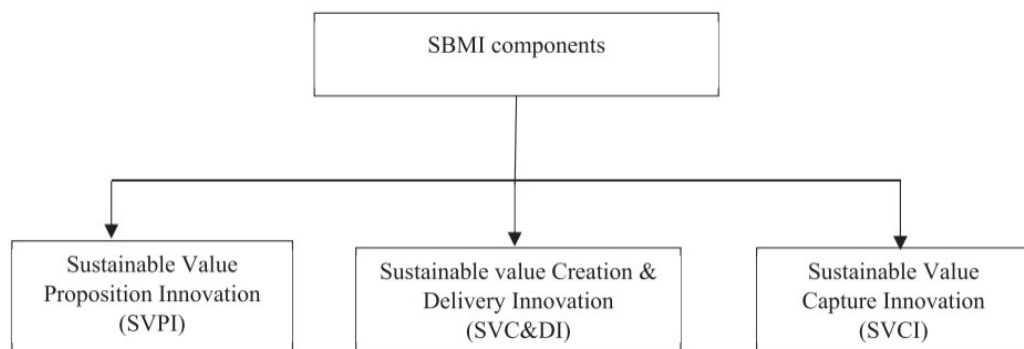 SBMI components
Sustainable Value
Proposition Innovation
(SVPI)
Sustainable value Creation &
Delivery Innovation
(SVC&DI)
Sustainable Value
Capture Innovation
(SVCI)